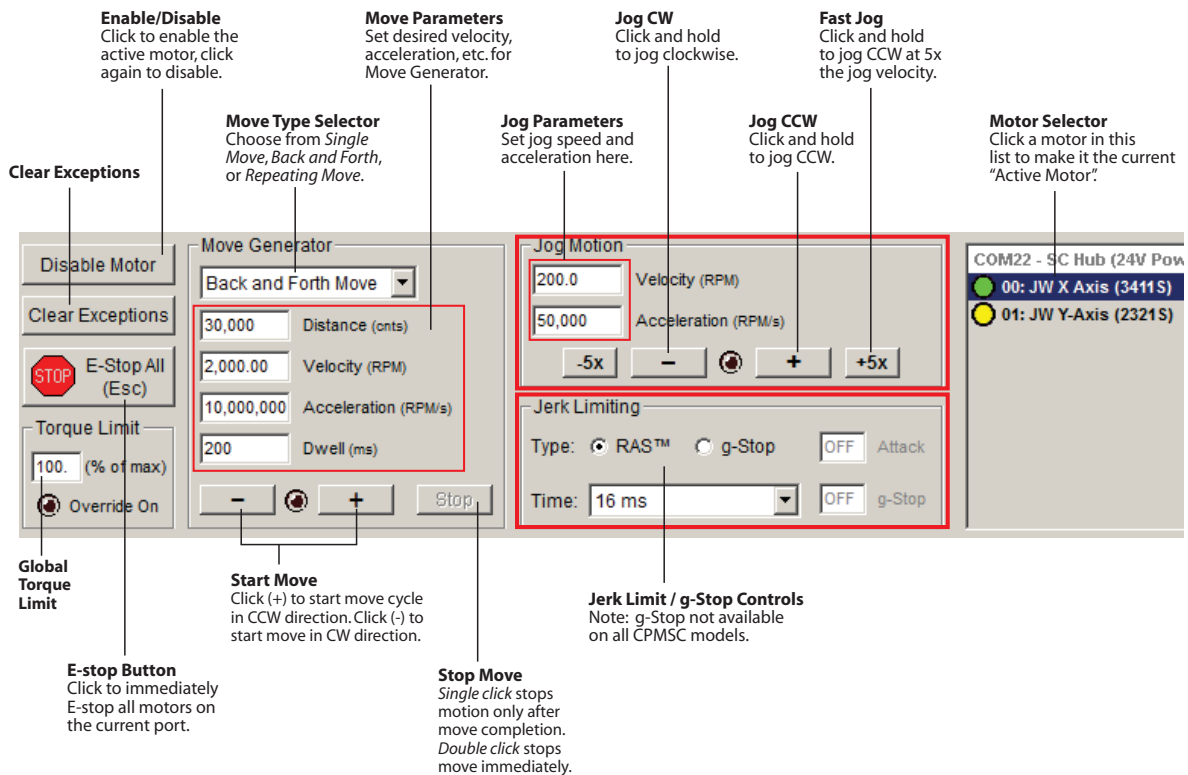 Enable/Disable
Click to enable the
active motor, click
again to disable.
Move Parameters
Set desired velocity,
acceleration, etc. for
Move Generator.
Jog CW
Click and hold
to jog clockwise.
Fast Jog
Click and hold
to jog CCW at 5x
the jog velocity.
Clear Exceptions
Move Type Selector
Choose from Single
Move, Back and Forth,
or Repeating Move.
Jog Parameters
Set jog speed and
acceleration here.
Jog CCW
Click and hold
to jog CCW.
Motor Selector
Click a motor in this
list to make it the current
"Active Motor".
Disable Motor
Clear Exceptions
STOP
E-Stop All
(Esc)
Torque Limit
100. (% of max)
Override On
Move Generator
Back and Forth Move
30,000 Distance (cnts)
2,000.00 Velocity (RPM)
10,000,000 Acceleration (RPM/s)
200 Dwell (ms)
− + Stop
Jog Motion
200.0 Velocity (RPM)
50,000 Acceleration (RPM/s)
-5x − + +5x
Jerk Limiting
Type: RAS™ g-Stop OFF Attack
Time: 16 ms OFF g-Stop
COM22 - SC Hub (24V Pow
00: JW X Axis (3411S)
01: JW Y-Axis (2321S)
Global
Torque
Limit
Start Move
Click (+) to start move cycle
in CCW direction. Click (-) to
start move in CW direction.
Jerk Limit / g-Stop Controls
Note: g-Stop not available
on all CPMSC models.
E-stop Button
Click to immediately
E-stop all motors on
the current port.
Stop Move
Single click stops
motion only after
move completion.
Double click stops
move immediately.